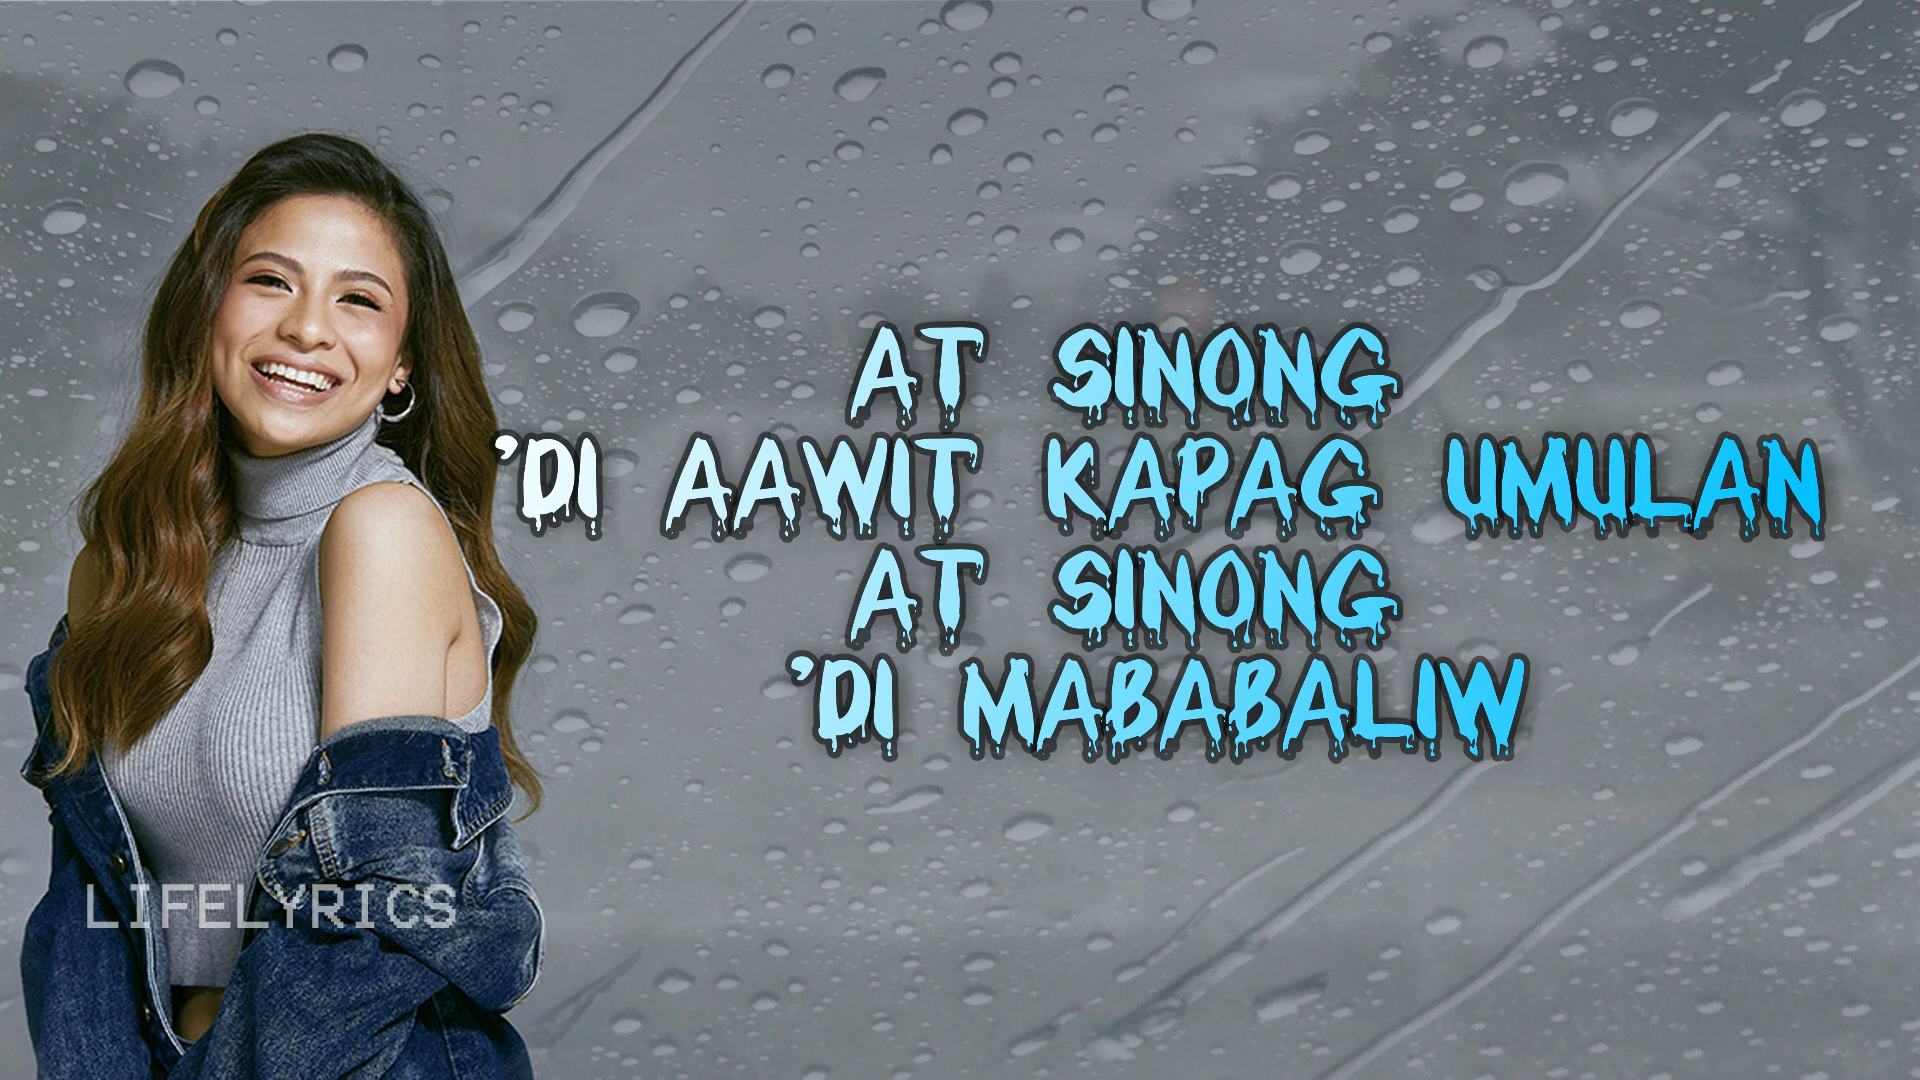 AT SINONG
'DI AAWIT KAPAG UMULAN
AT SINONG
'DI MABABALIW
LIFELYRICS